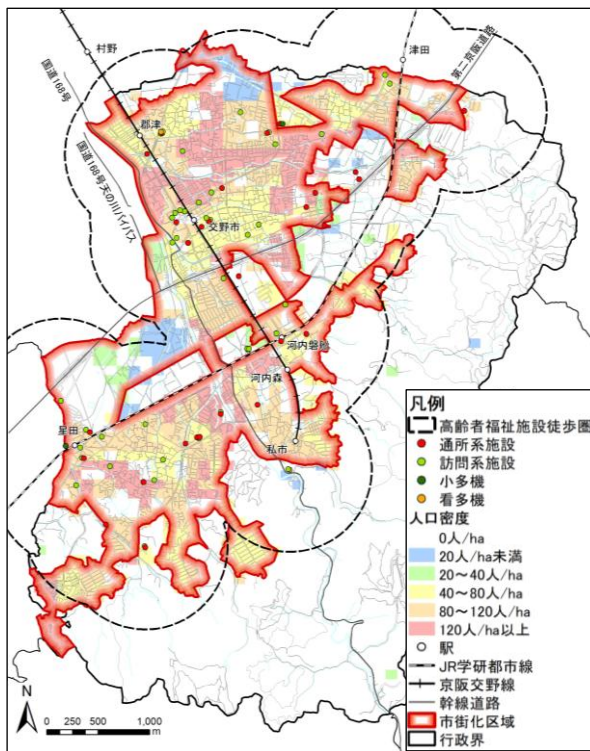 村野
津田
第二京阪道路
国道168号
郡津
国道168号天の川バイパス
交野市
河内磐船
河内森
星田
私市
凡例
高齢者福祉施設徒歩圏
通所系施設
訪問系施設
小多機
看多機
人口密度
0人/ha
20人/ha未満
20～40人/ha
40～80人/ha
80～120人/ha
120人/ha以上
駅
JR学研都市線
京阪交野線
幹線道路
市街化区域
行政界
N
0 250 500 1,000
m